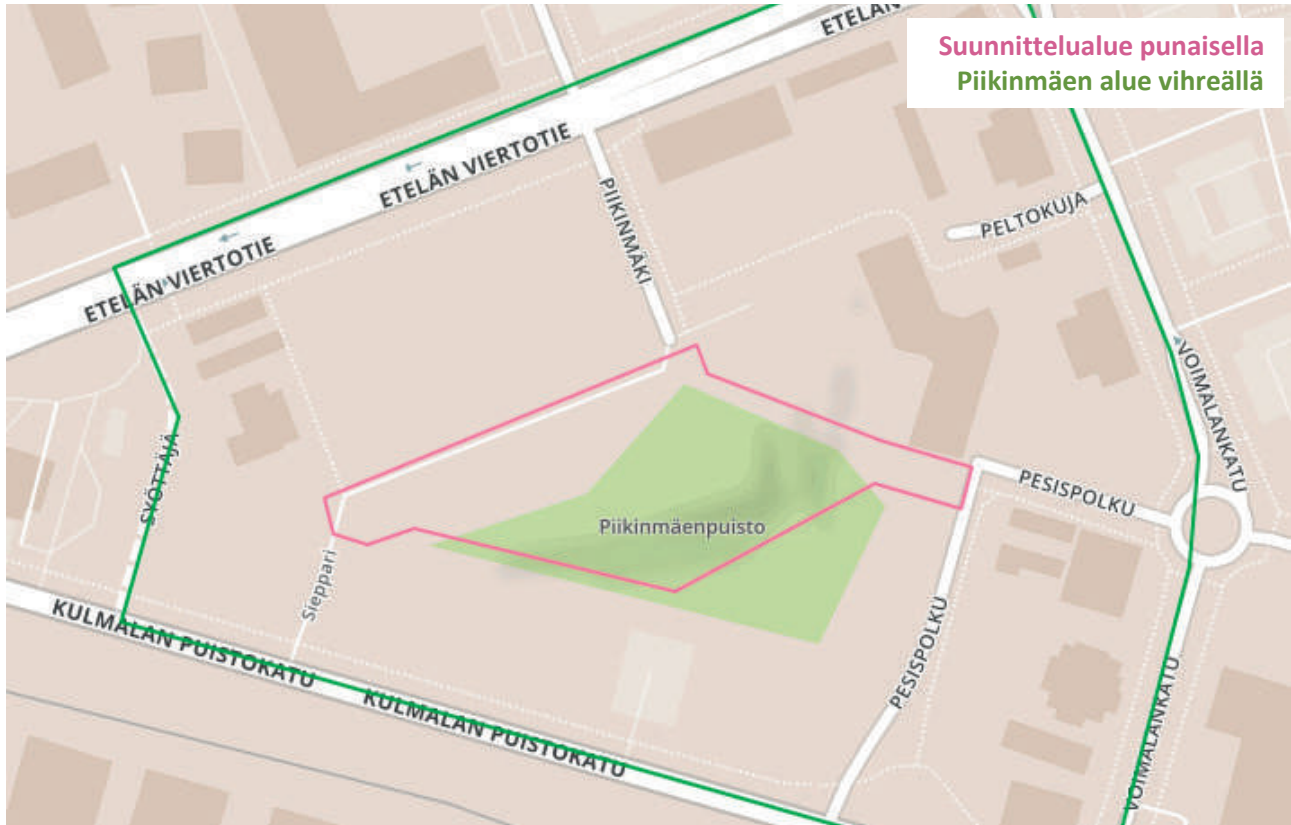 ETELÄN
Suunnittelualue punaisella
Piikinmäen alue vihreällä
ETELÄN VIERTOTIE
PIIKINMÄKI
PELTOKUJA
ETELÄN VIERTOTIE
VOIMALANKATU
SYÖTTÄJÄ
PESISPOLKU
Piikinmäenpuisto
Sieppari
KULMALAN PUISTOKATU
PESISPOLKU
KULMALAN PUISTOKATU
VOIMALANKATU